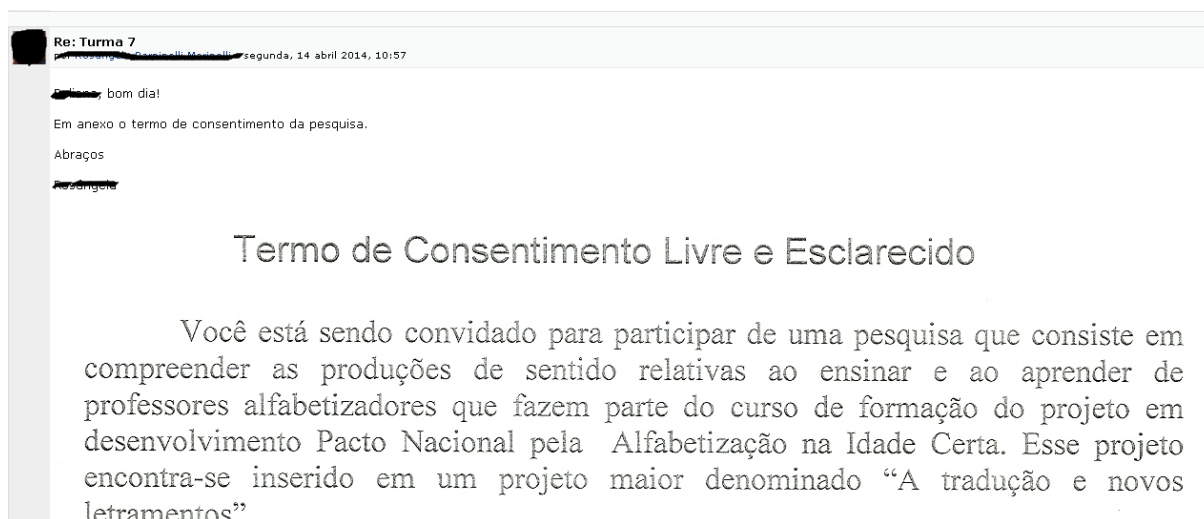 Re: Turma 7
segunda, 14 abril 2014, 10:57
bom dia!
Em anexo o termo de consentimento da pesquisa.
Abraços
Termo de Consentimento Livre e Esclarecido
Você está sendo convidado para participar de uma pesquisa que consiste em
compreender as produções de sentido relativas ao ensinar e ao aprender de
professores alfabetizadores que fazem parte do curso de formação do projeto em
desenvolvimento Pacto Nacional pela Alfabetização na Idade Certa. Esse projeto
encontra-se inserido em um projeto maior denominado “A tradução e novos
letramentos”